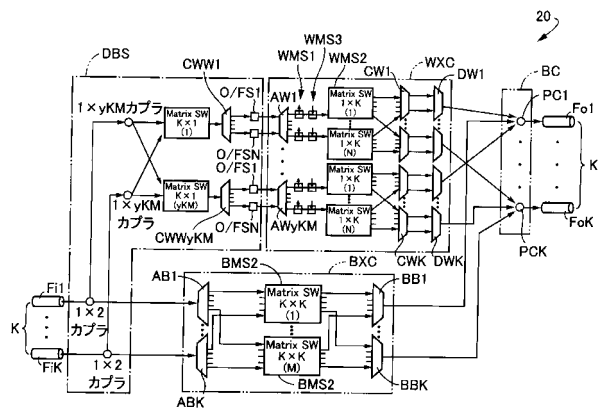 20
DBS
WMS3
WMS1
WMS2
WXC
BC
CWW1
O/FS1
AW1
CW1
DW1
PC1
Fo1
1×yKMカプラ
Matrix SW
K×1
(1)
Matrix SW
1×K
(1)
O/FSN
O/FS1
Matrix SW
1×K
(N)
K
Matrix SW
K×1
(yKM)
Matrix SW
1×K
(1)
1×yKM
カプラ
O/FSN
CWWyKM
AWyKM
Matrix SW
1×K
(N)
CWK
DWK
PCK
FoK
BMS2
BXC
AB1
BB1
Fi1
K
1×2
カプラ
Matrix SW
K×K
(1)
FiK
1×2
カプラ
Matrix SW
K×K
(M)
ABK
BMS2
BBK